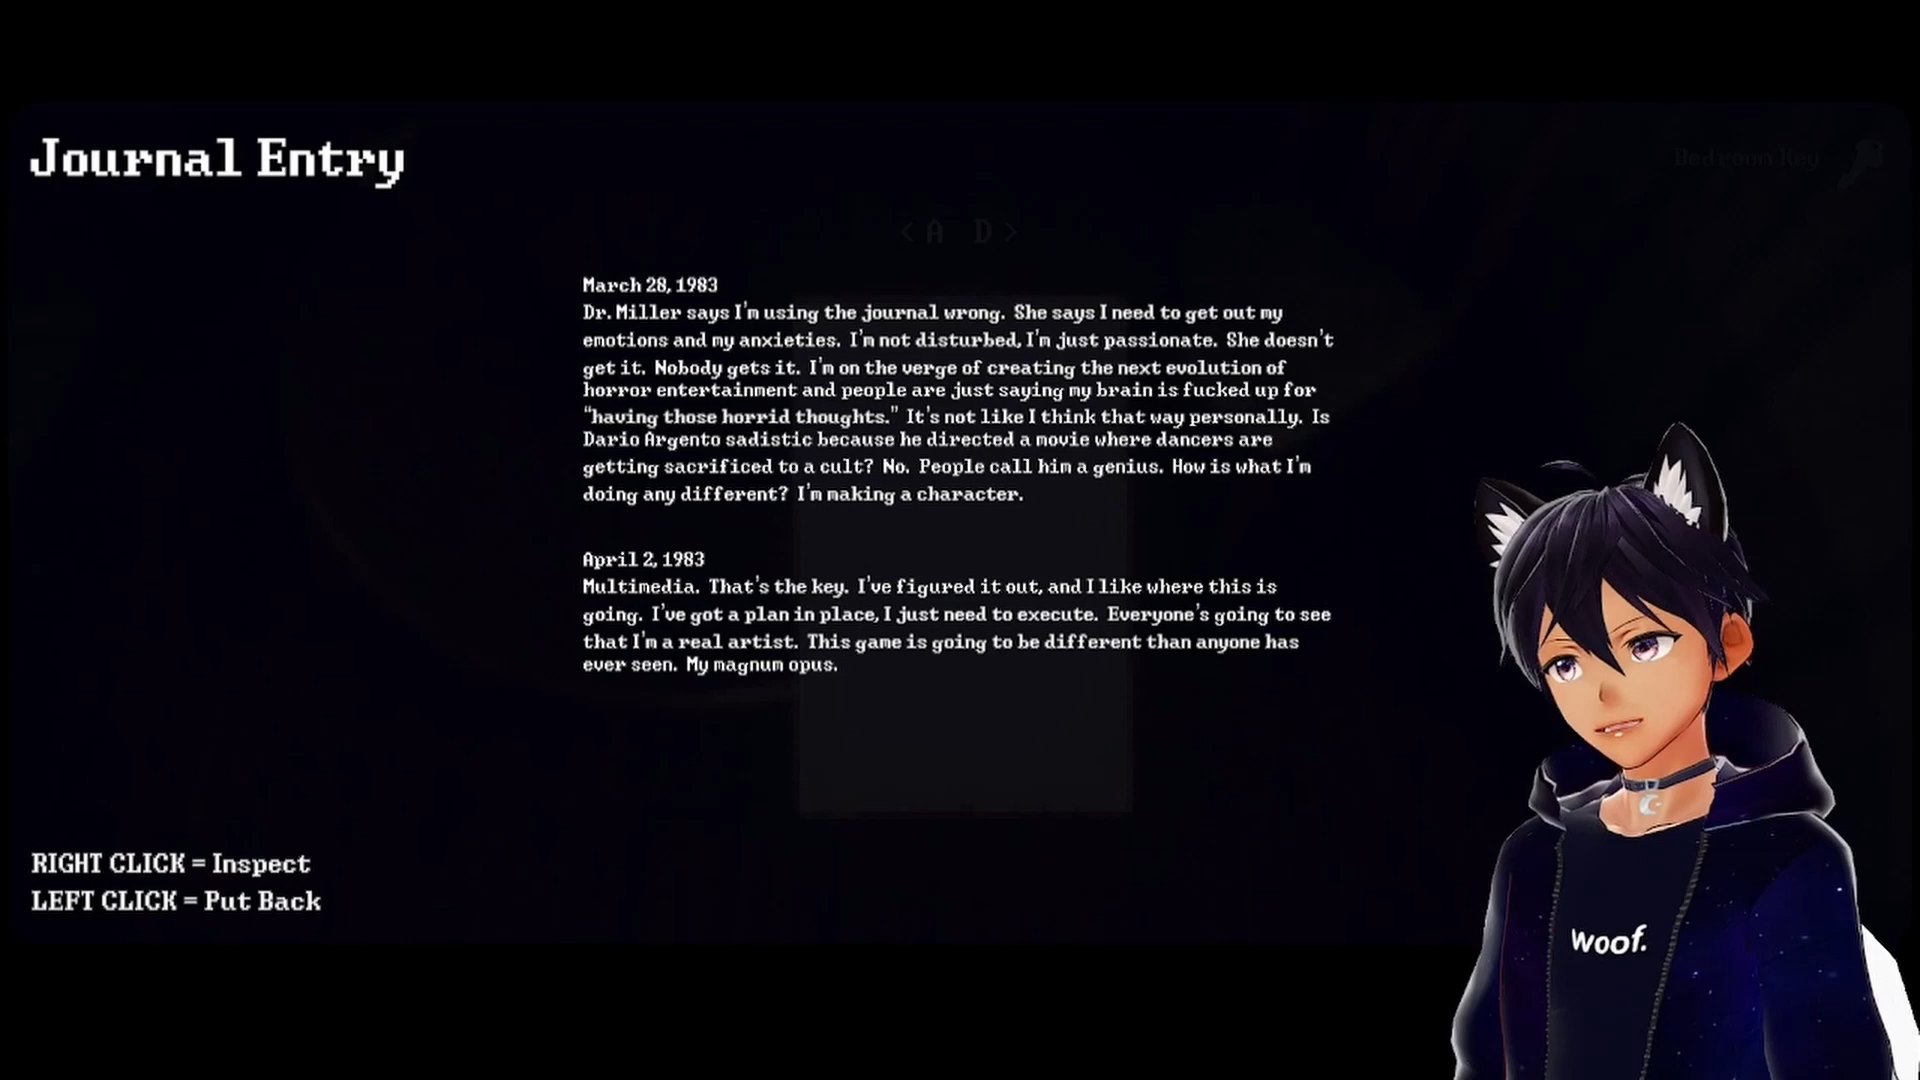 Journal Entry
Bedroom Key
< A D >
March 28, 1983
Dr. Miller says I'm using the journal wrong. She says I need to get out my
emotions and my anxieties. I'm not disturbed, I'm just passionate. She doesn't
get it. Nobody gets it. I'm on the verge of creating the next evolution of
horror entertainment and people are just saying my brain is fucked up for
"having those horrid thoughts." It's not like I think that way personally. Is
Dario Argento sadistic because he directed a movie where dancers are
getting sacrificed to a cult? No. People call him a genius. How is what I'm
doing any different? I'm making a character.
April 2, 1983
Multimedia. That's the key. I've figured it out, and I like where this is
going. I've got a plan in place, I just need to execute. Everyone's going to see
that I'm a real artist. This game is going to be different than anyone has
ever seen. My magnum opus.
RIGHT CLICK = Inspect
LEFT CLICK = Put Back
woof.